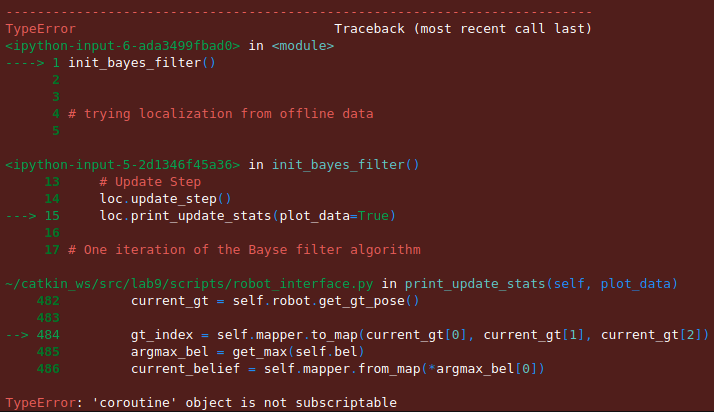 ---------------------------------------------------------------------------
TypeError                                 Traceback (most recent call last)
<ipython-input-6-ada3499fbad0> in <module>
----> 1 init_bayes_filter()
      2
      3
      4 # trying localization from offline data
      5
<ipython-input-5-2d1346f45a36> in init_bayes_filter()
     13     # Update Step
     14     loc.update_step()
---> 15     loc.print_update_stats(plot_data=True)
     16
     17 # One iteration of the Bayse filter algorithm
~/catkin_ws/src/lab9/scripts/robot_interface.py in print_update_stats(self, plot_data)
    482         current_gt = self.robot.get_gt_pose()
    483
--> 484         gt_index = self.mapper.to_map(current_gt[0], current_gt[1], current_gt[2])
    485         argmax_bel = get_max(self.bel)
    486         current_belief = self.mapper.from_map(*argmax_bel[0])
TypeError: 'coroutine' object is not subscriptable